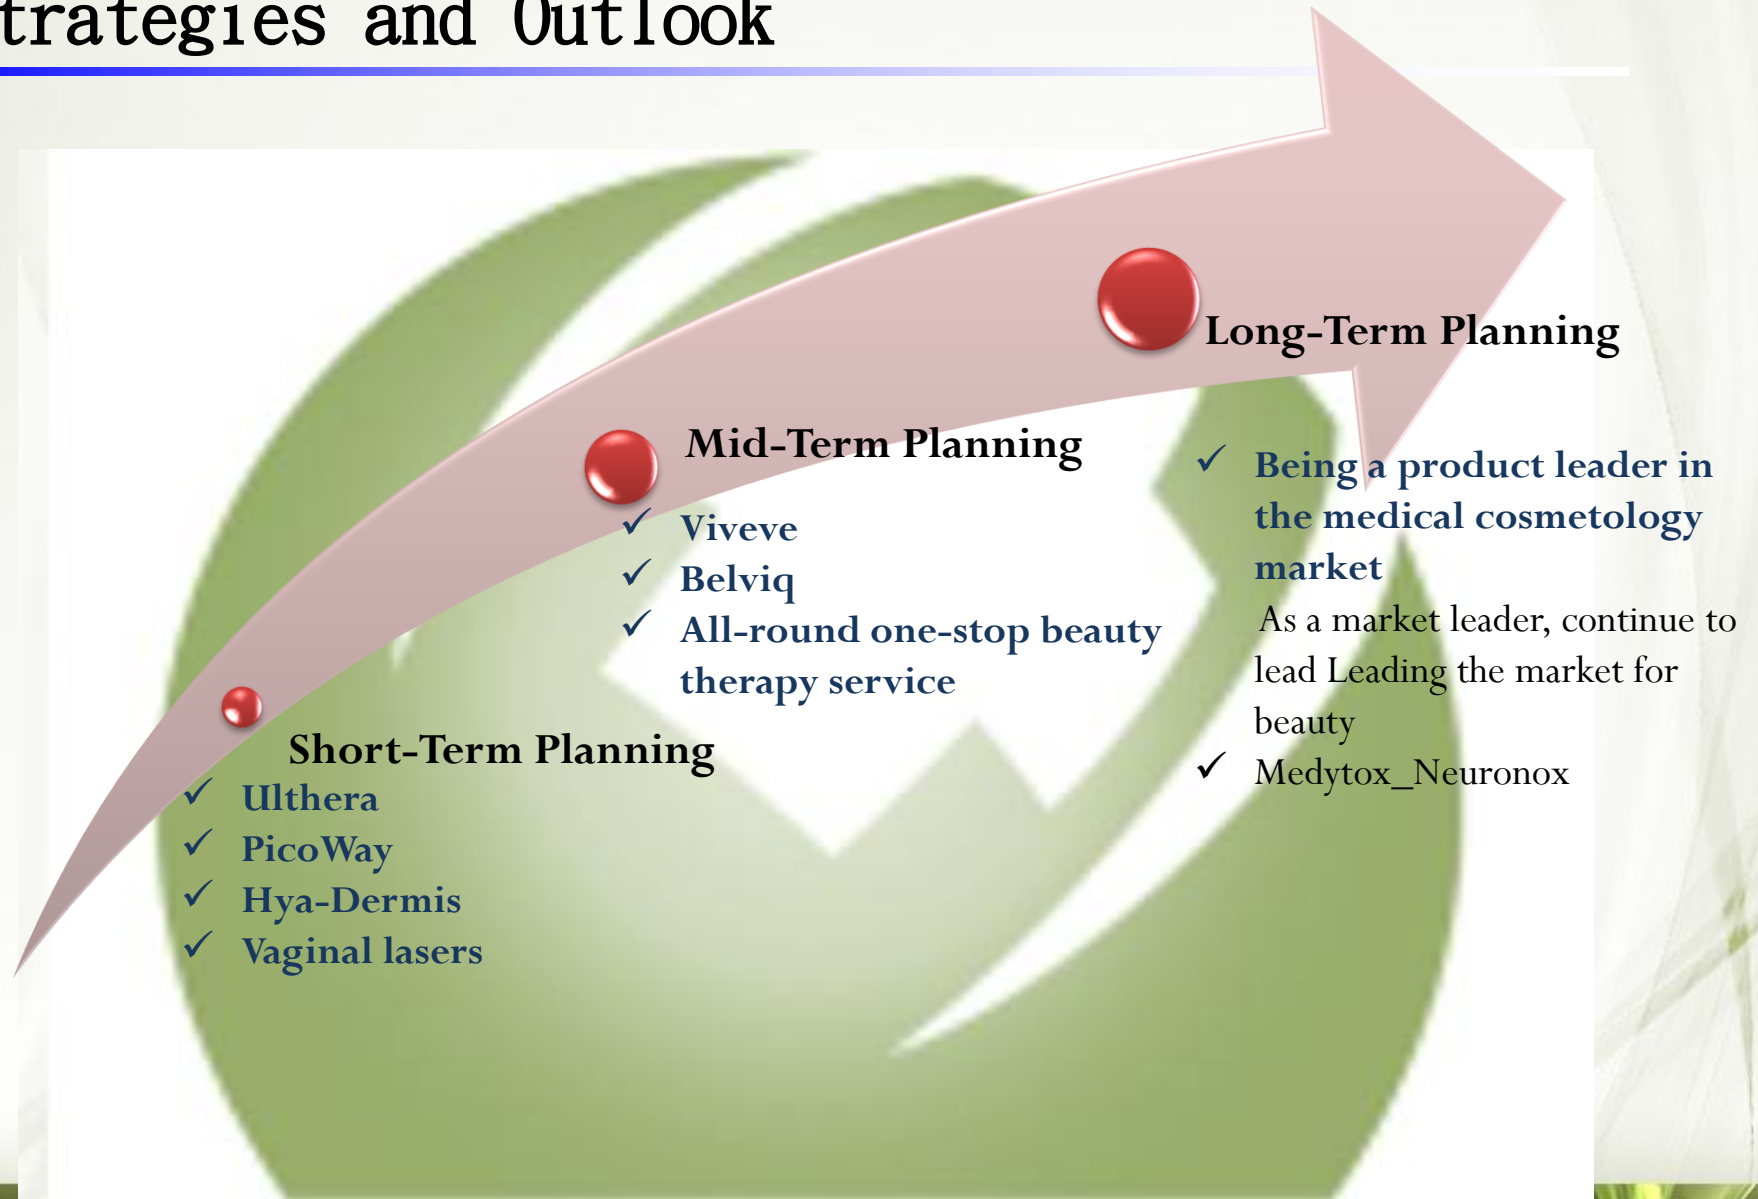 trategies and Outlook
Long-Term Planning
Mid-Term Planning
✓ Being a product leader in
the medical cosmetology
market
As a market leader, continue to
lead Leading the market for
beauty
✓ Medytox_Neuronox
✓ Viveve
✓ Belviq
✓ All-round one-stop beauty
therapy service
Short-Term Planning
✓ Ulthera
✓ PicoWay
✓ Hya-Dermis
✓ Vaginal lasers